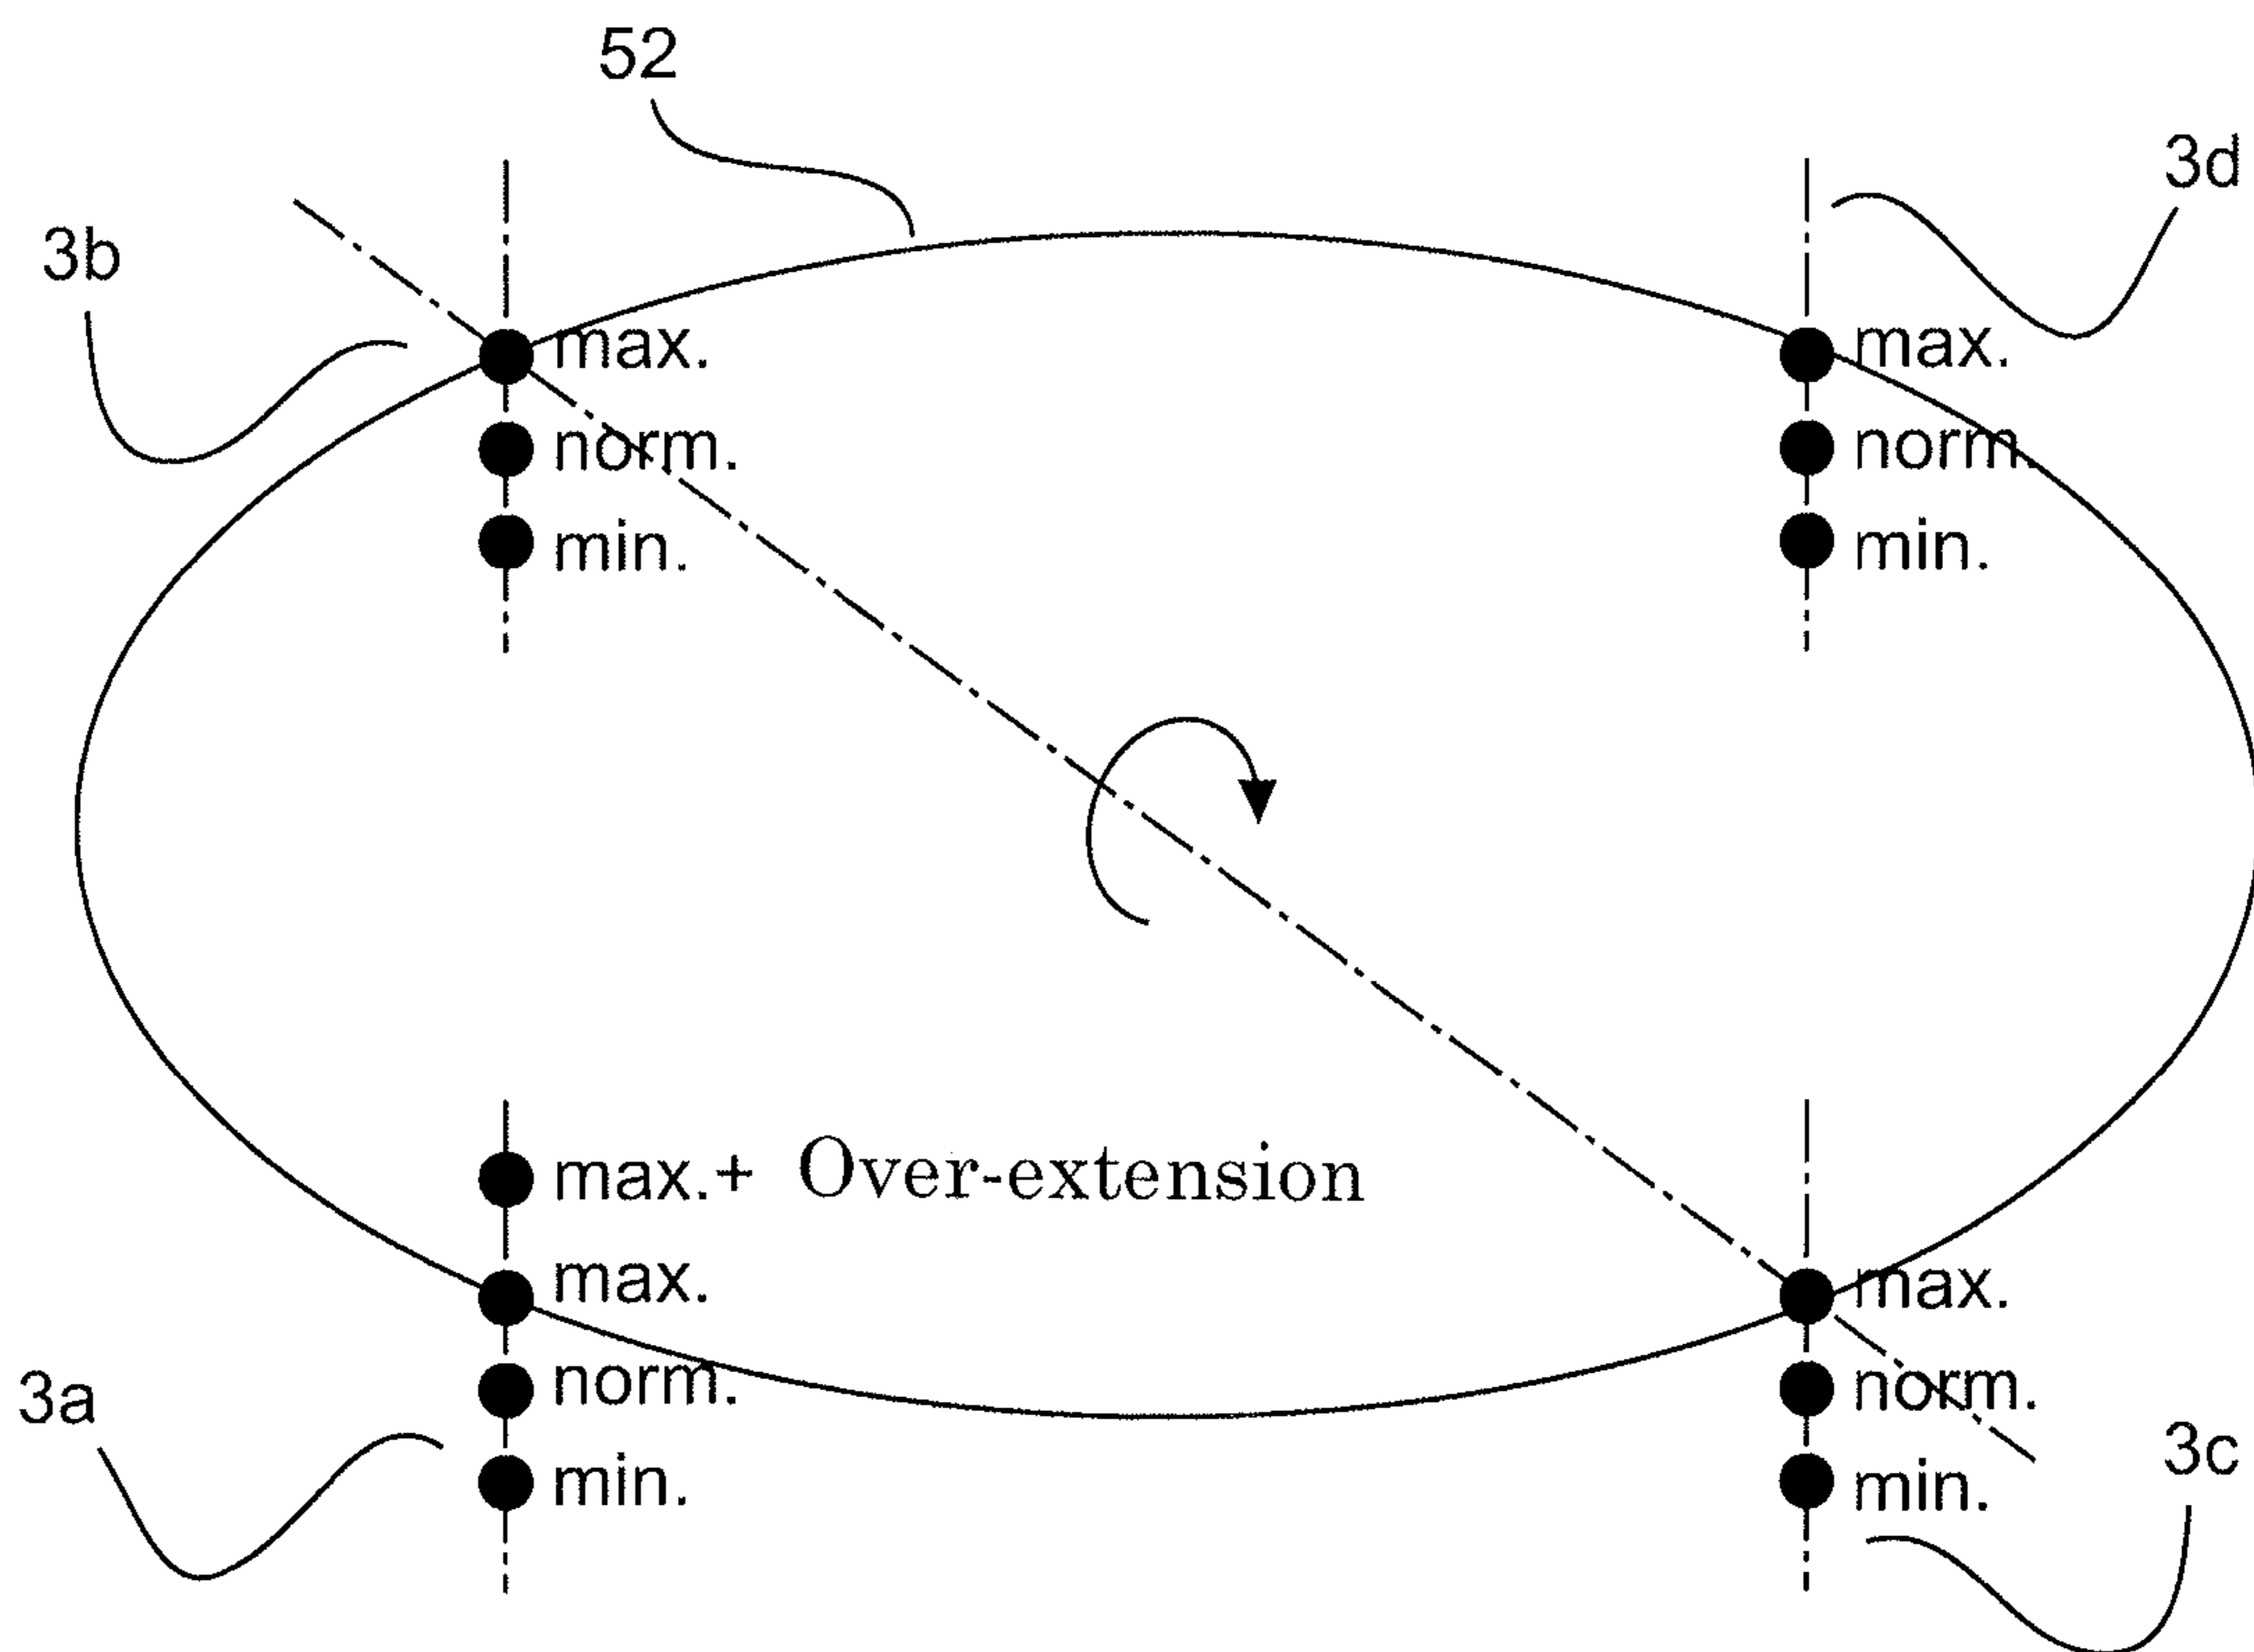 52
3d
3b
max.
max.
norm.
norm.
min.
min.
max.+ Over-extension
max.
max.
norm.
norm.
3a
3c
min.
min.